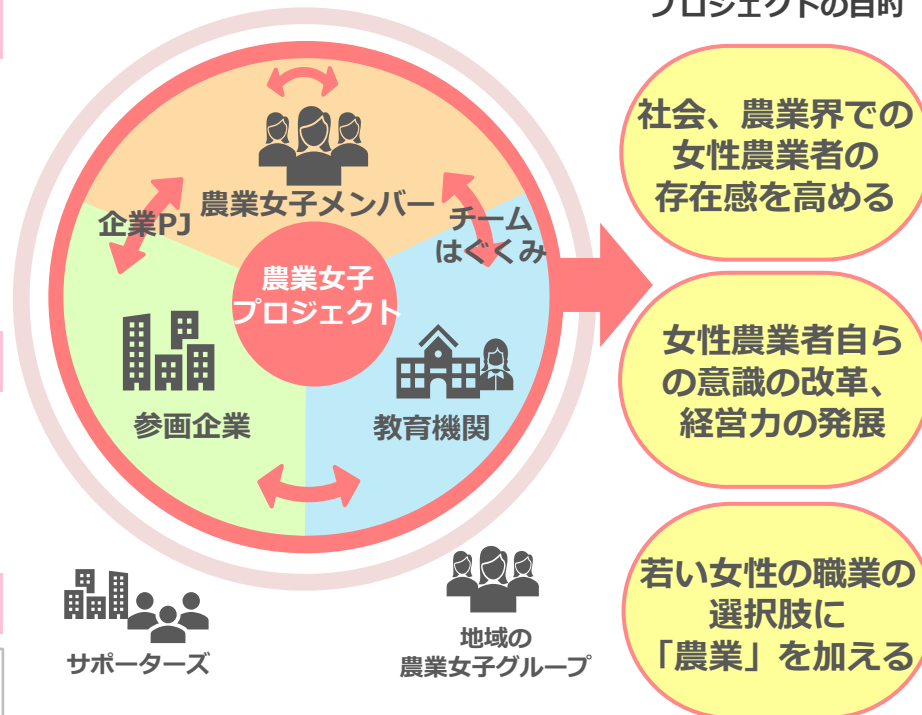 プロジェクトの目的
社会、農業界での
女性農業者の
存在感を高める
農業女子メンバー
企業PJ
チーム
はぐくみ
農業女子
プロジェクト
女性農業者自ら
の意識の改革、
経営力の発展
参画企業
教育機関
若い女性の職業の
選択肢に
「農業」を加える
サポーターズ
地域の
農業女子グループ